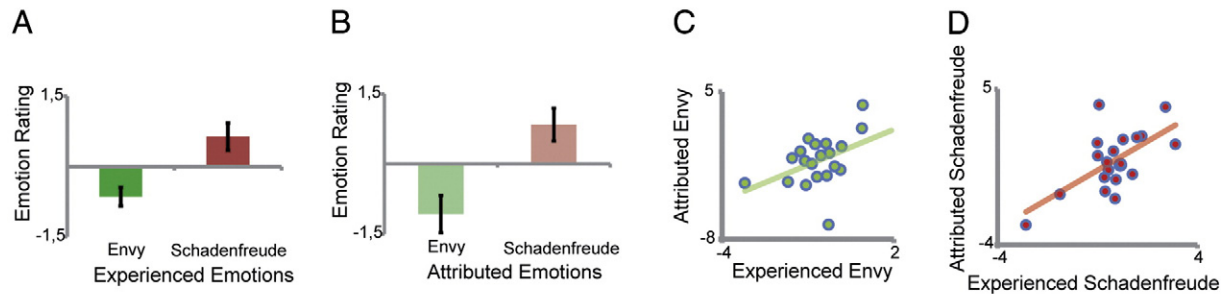 A
Emotion Rating
1,5
-1,5
Envy
Schadenfreude
Experienced Emotions
B
Emotion Rating
1,5
-1,5
Envy
Schadenfreude
Attributed Emotions
C
Attributed Envy
5
-8
-4
2
Experienced Envy
D
Attributed Schadenfreude
5
-4
-4
4
Experienced Schadenfreude